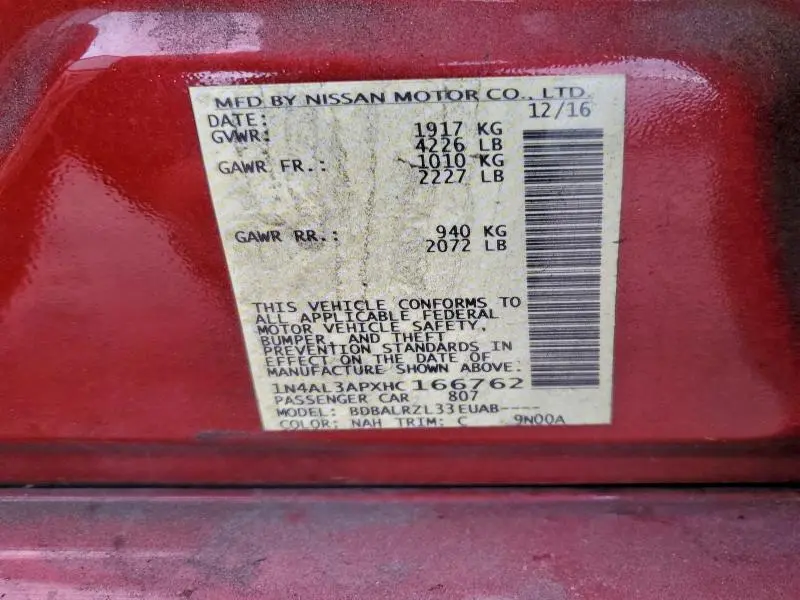 MFD BY NISSAN MOTOR CO., LTD.
DATE: 12/16
GVWR: 1917 KG
4226 LB
GAWR FR.: 1010 KG
2227 LB
GAWR RR.: 940 KG
2072 LB
THIS VEHICLE CONFORMS TO
ALL APPLICABLE FEDERAL
MOTOR VEHICLE SAFETY,
BUMPER, AND THEFT
PREVENTION STANDARDS IN
EFFECT ON THE DATE OF
MANUFACTURE SHOWN ABOVE.
1N4AL3APXHC166762
PASSENGER CAR 807
MODEL: BDBALRZL33EUAB----
COLOR: NAH TRIM: C 9N00A